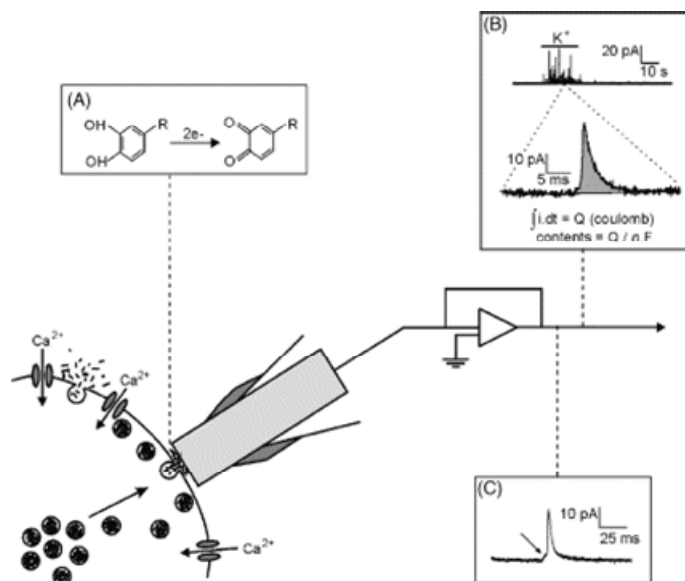 (A)
OH
OH
R
2e-
O
O
R
(B)
K+
20 pA
10 s
10 pA
5 ms
∫i.dt = Q (coulomb)
contents = Q / n F
Ca²⁺
Ca²⁺
Ca²⁺
(C)
10 pA
25 ms